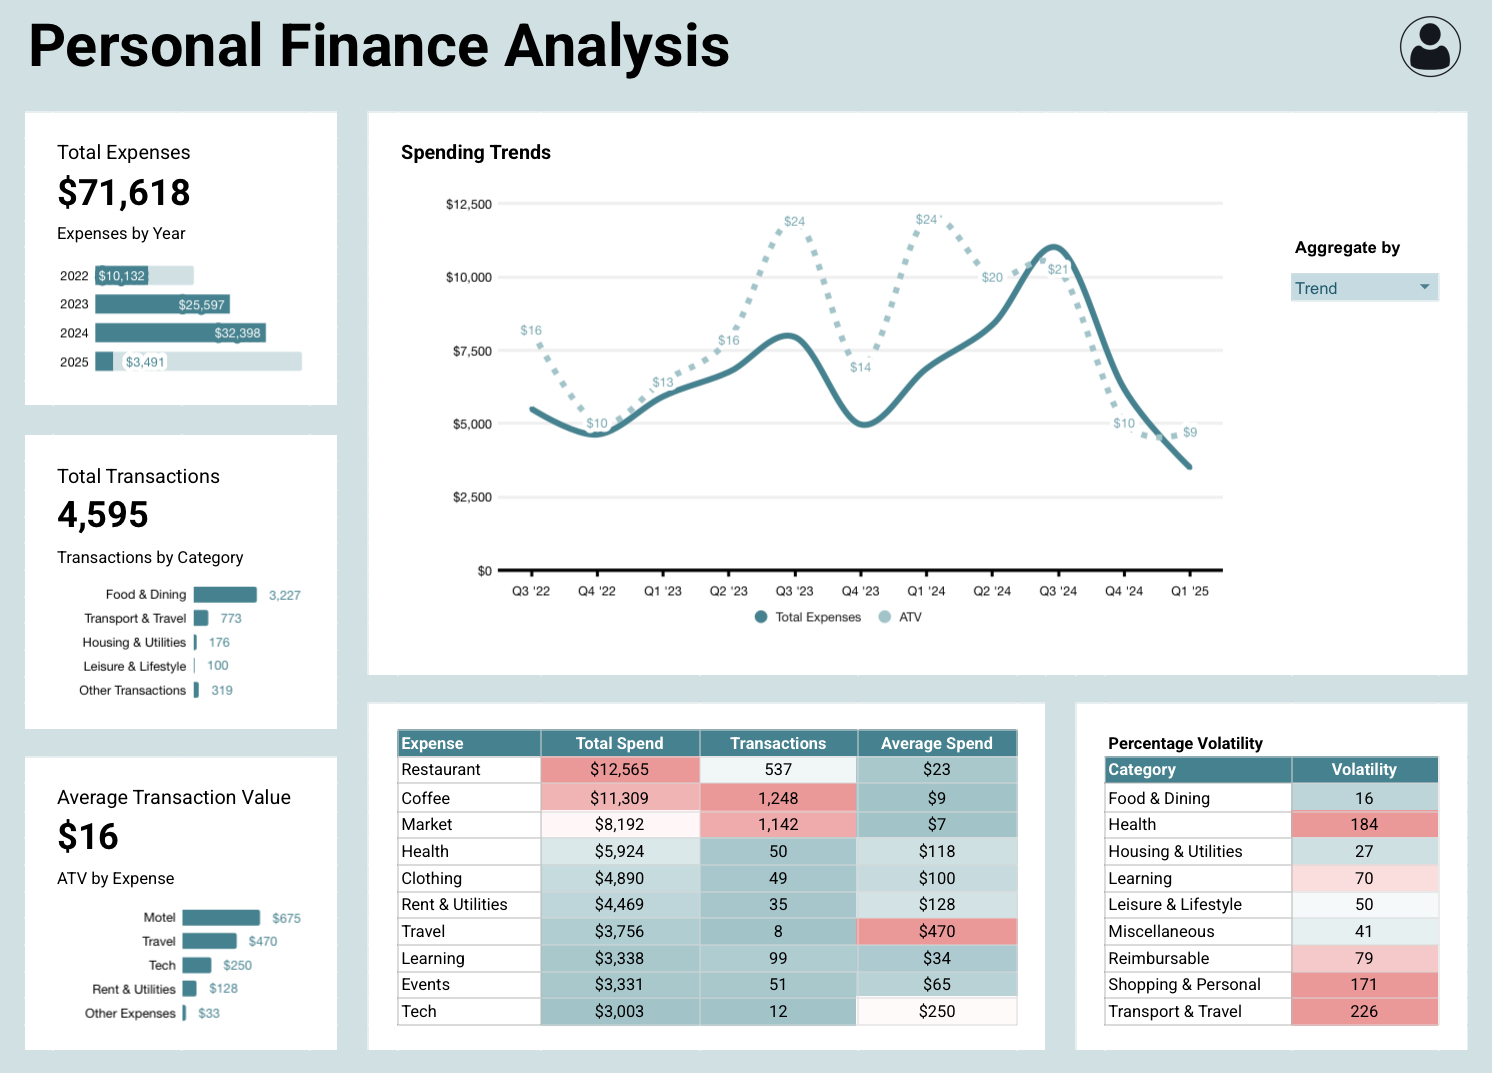 Personal Finance Analysis
Total Expenses
$71,618
Expenses by Year
2022 $10,132
2023 $25,597
2024 $32,398
2025 $3,491
Total Transactions
4,595
Transactions by Category
Food & Dining 3,227
Transport & Travel 773
Housing & Utilities 176
Leisure & Lifestyle 100
Other Transactions 319
Average Transaction Value
$16
ATV by Expense
Motel $675
Travel $470
Tech $250
Rent & Utilities $128
Other Expenses $33
Spending Trends
$12,500
$10,000
$7,500
$5,000
$2,500
$0
$16 $10 $13 $16 $24 $14 $24 $20 $21 $10 $9
Q3 '22 Q4 '22 Q1 '23 Q2 '23 Q3 '23 Q4 '23 Q1 '24 Q2 '24 Q3 '24 Q4 '24 Q1 '25
Total Expenses ATV
Aggregate by
Trend
Expense Total Spend Transactions Average Spend
Restaurant $12,565 537 $23
Coffee $11,309 1,248 $9
Market $8,192 1,142 $7
Health $5,924 50 $118
Clothing $4,890 49 $100
Rent & Utilities $4,469 35 $128
Travel $3,756 8 $470
Learning $3,338 99 $34
Events $3,331 51 $65
Tech $3,003 12 $250
Percentage Volatility
Category Volatility
Food & Dining 16
Health 184
Housing & Utilities 27
Learning 70
Leisure & Lifestyle 50
Miscellaneous 41
Reimbursable 79
Shopping & Personal 171
Transport & Travel 226